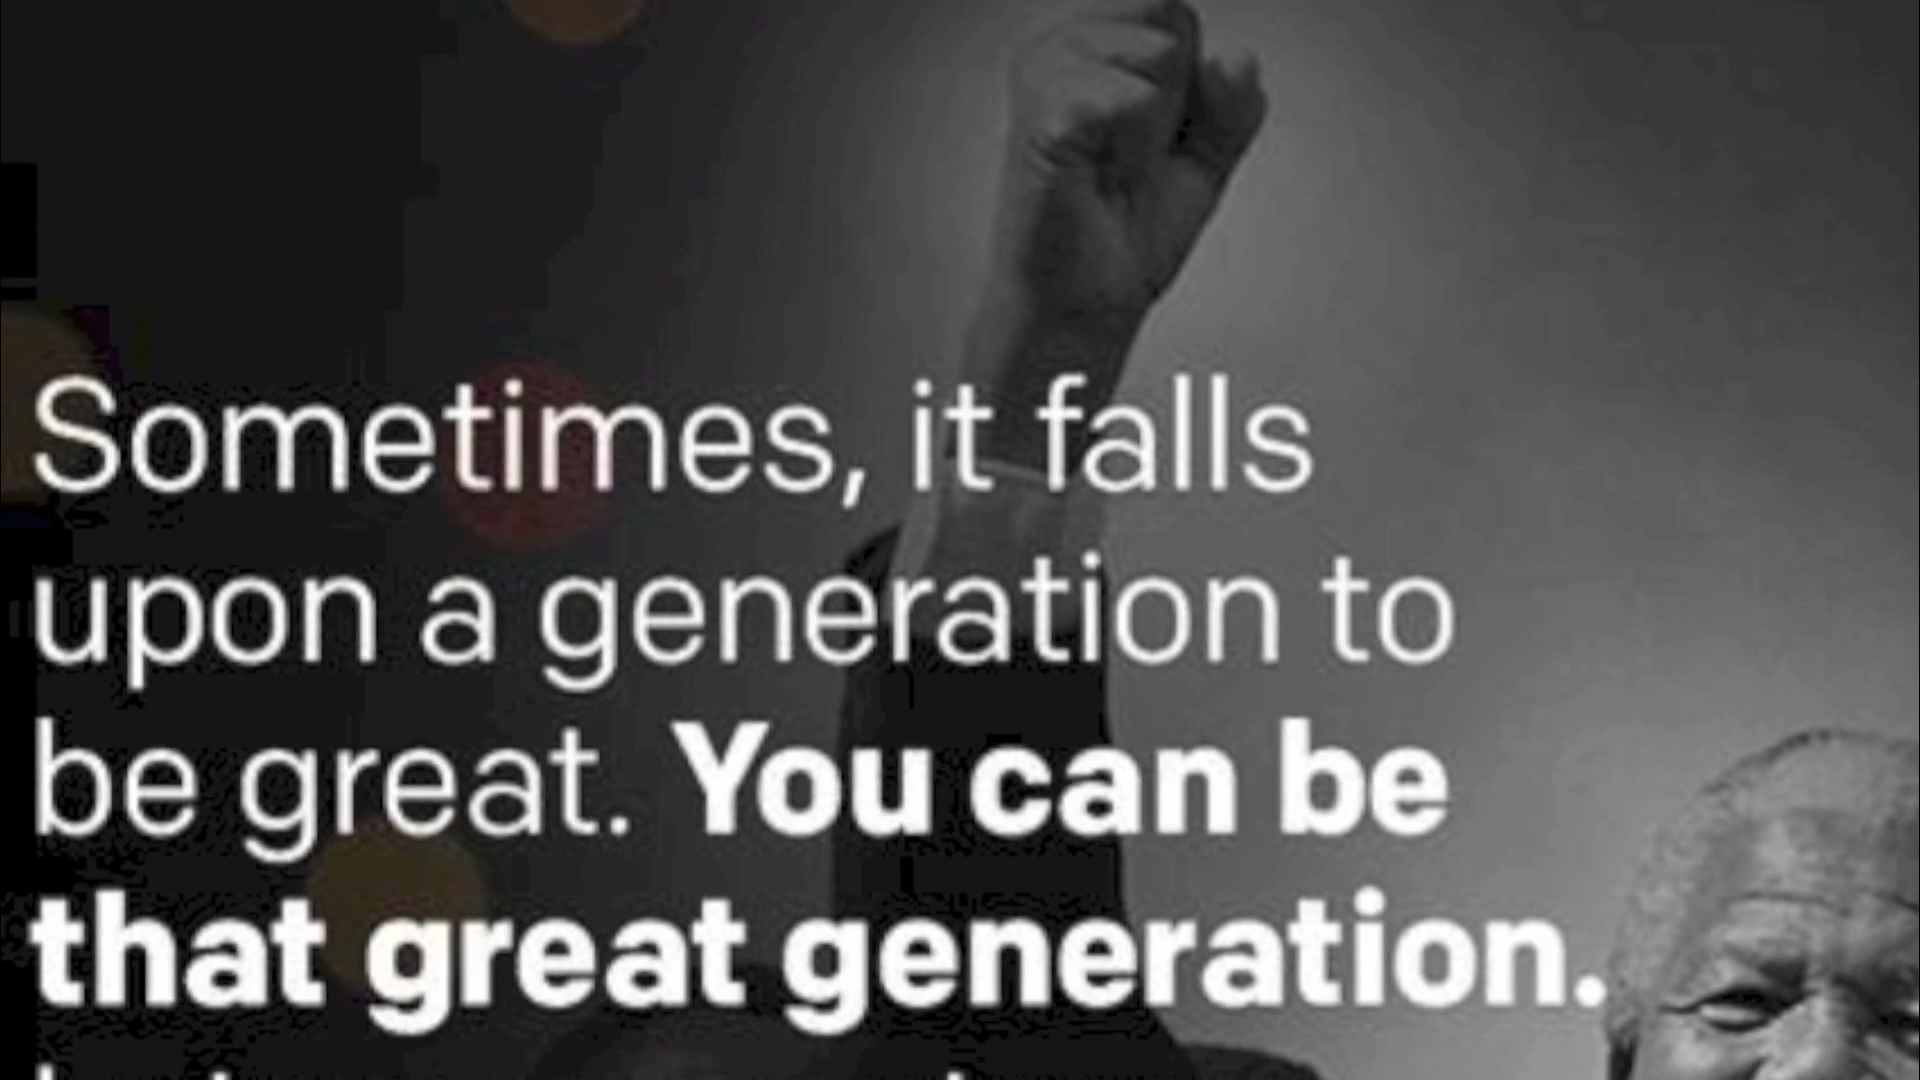 Sometimes, it falls
upon a generation to
be great. You can be
that great generation.